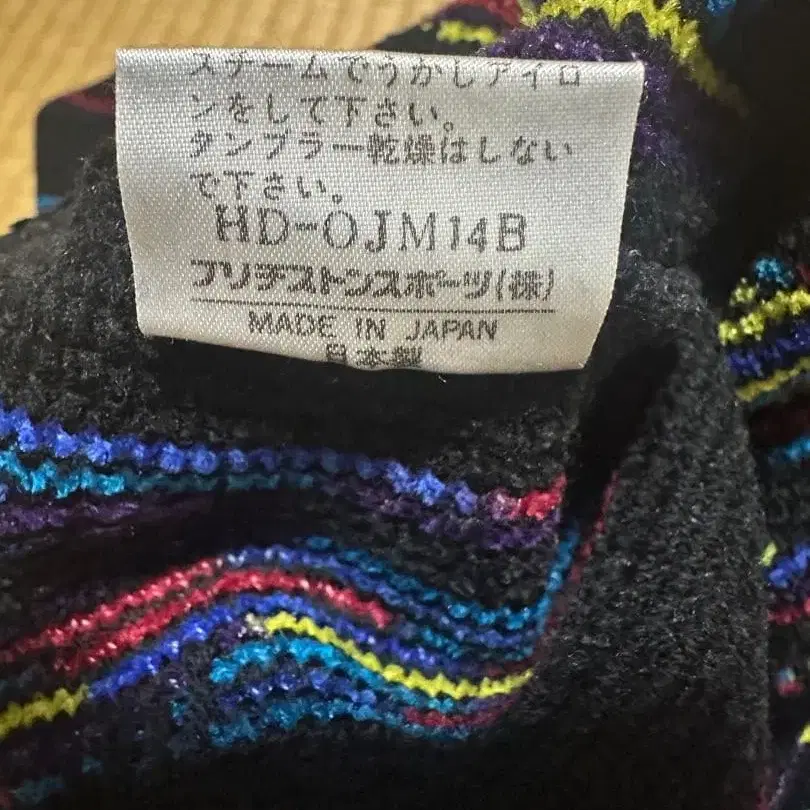 スチームでうかしアイロ
ンをして下さい。
タンブラー乾燥はしない
で下さい。
HD-OJM14B
ブリヂストンスポーツ(株)
MADE IN JAPAN
日本製